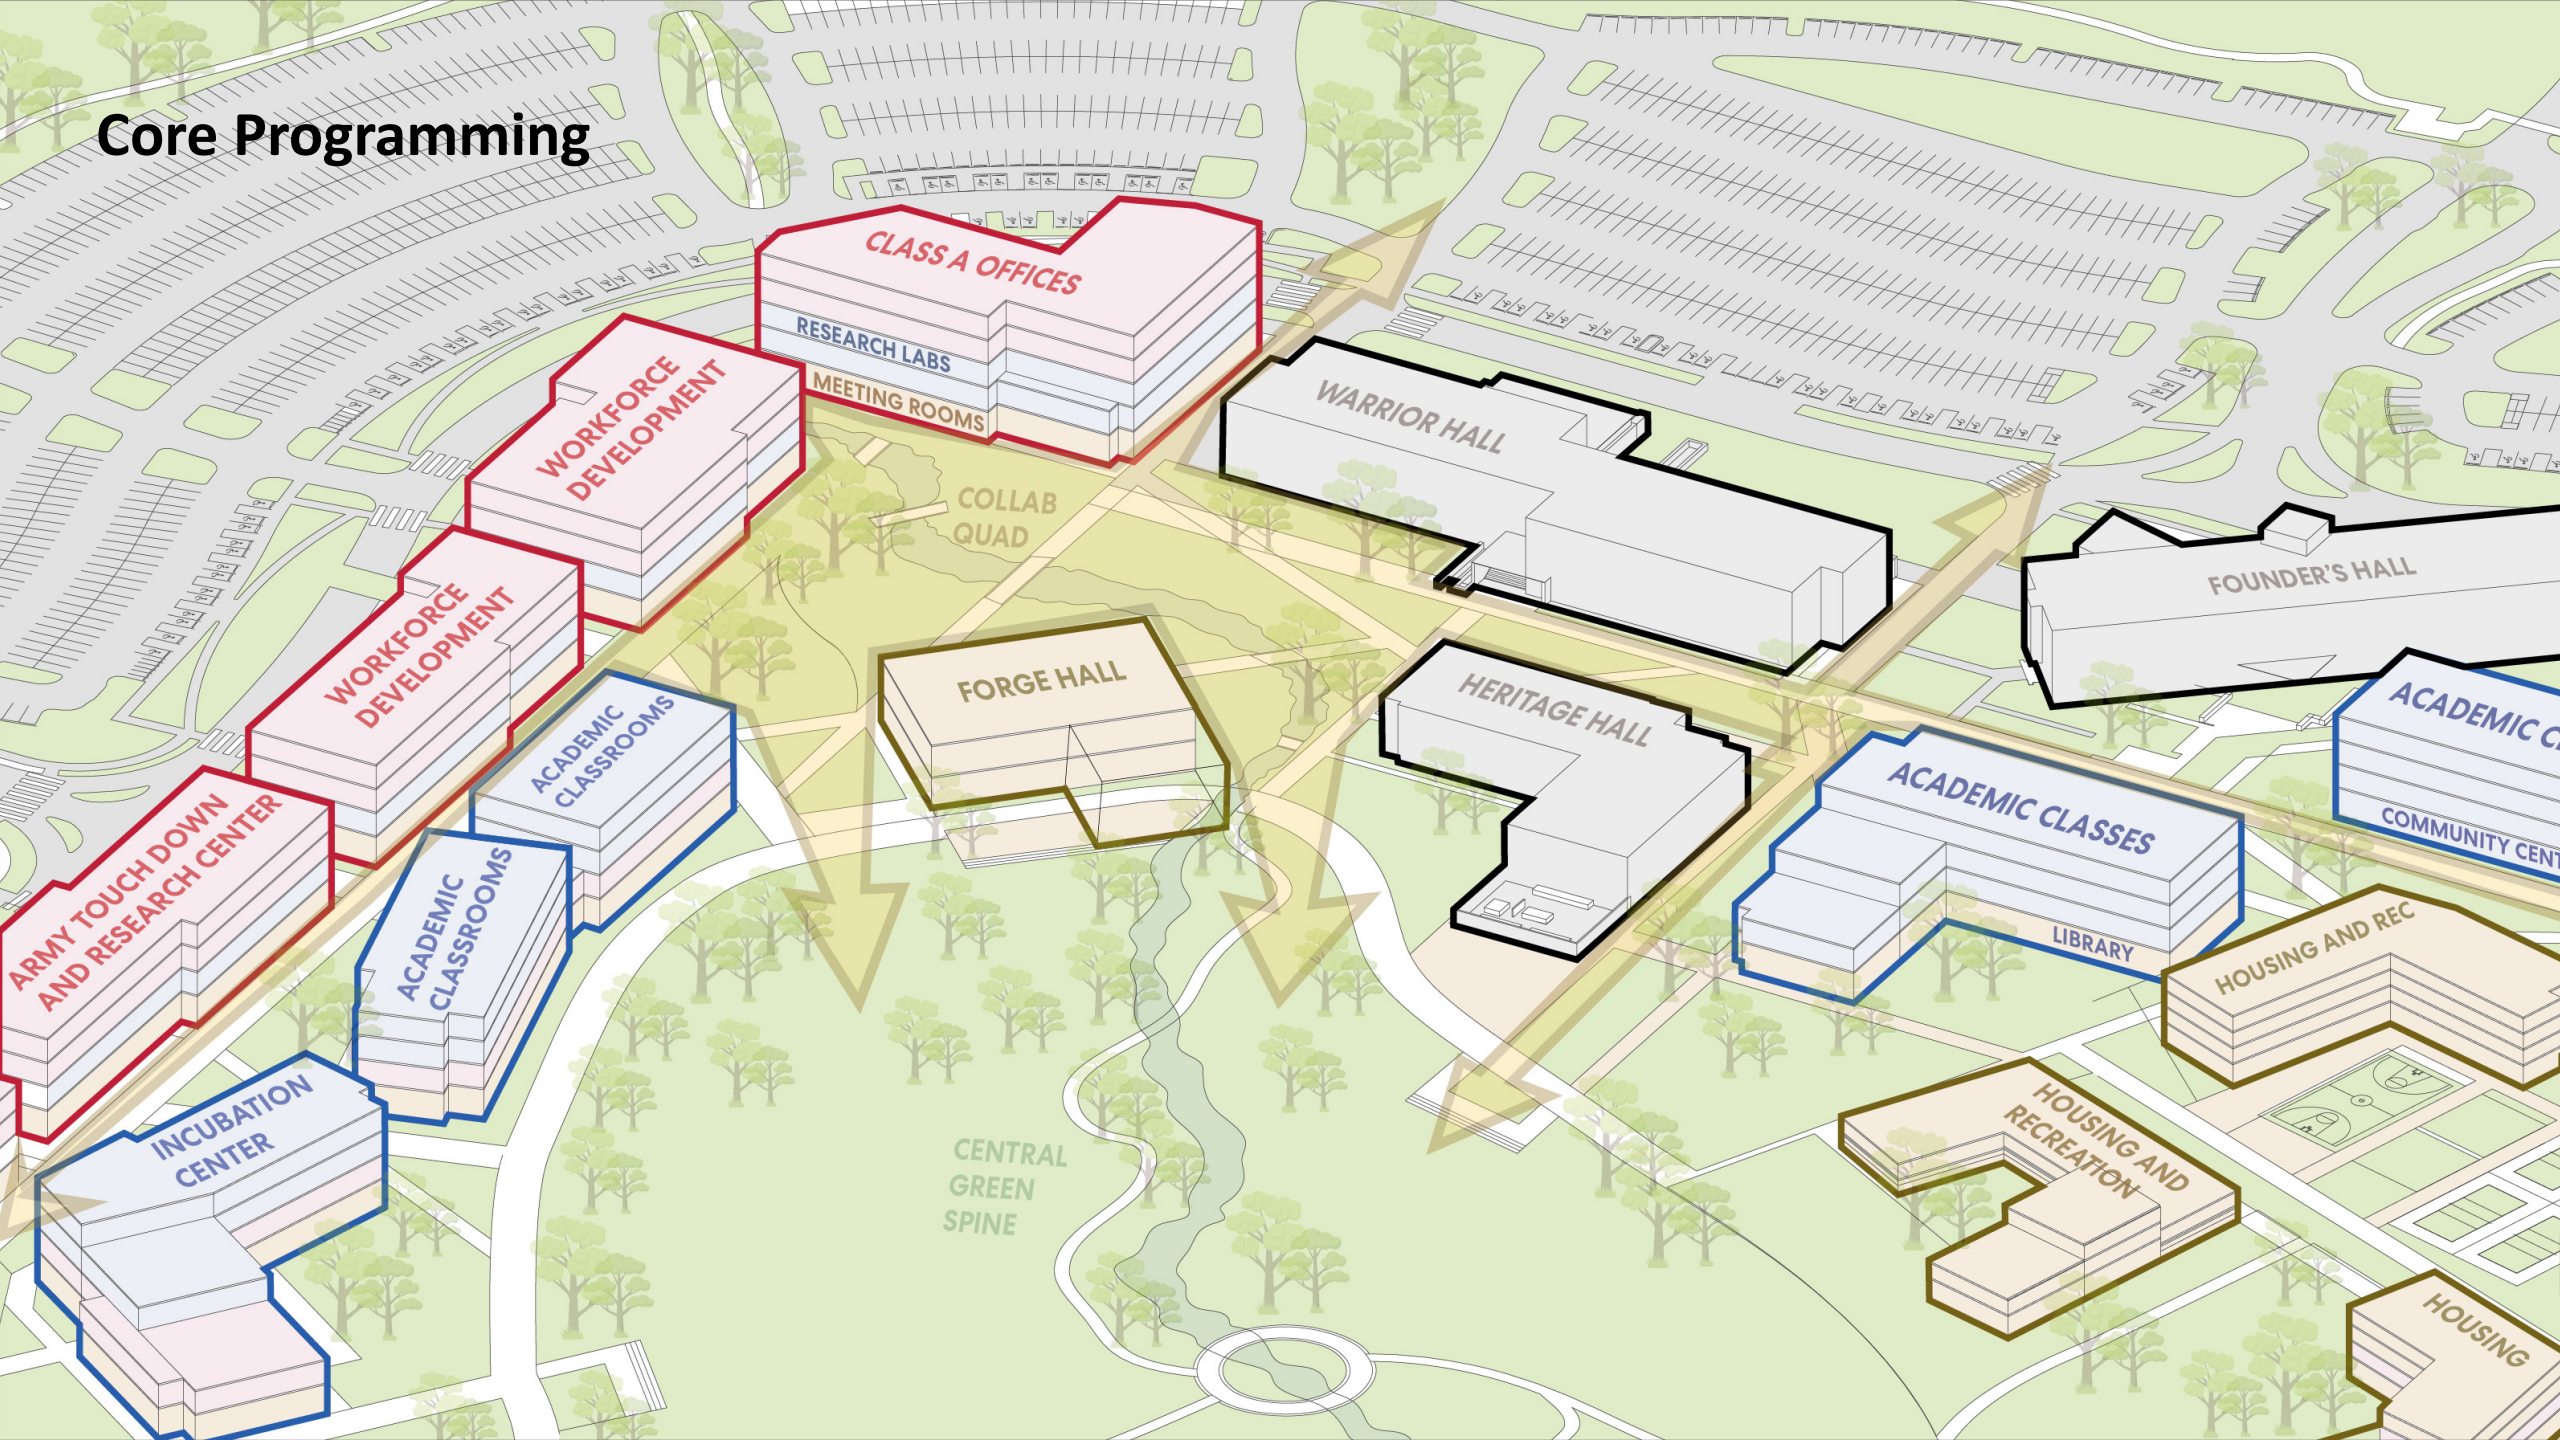 Core Programming
CLASS A OFFICES
RESEARCH LABS
MEETING ROOMS
WORKFORCE
DEVELOPMENT
WARRIOR HALL
COLLAB
QUAD
FOUNDER'S HALL
WORKFORCE
DEVELOPMENT
FORGE HALL
HERITAGE HALL
ACADEMIC
CLASSROOMS
ACADEMIC C
COMMUNITY CENT
ACADEMIC CLASSES
LIBRARY
ARMY TOUCH DOWN
AND RESEARCH CENTER
ACADEMIC
CLASSROOMS
HOUSING AND REC
INCUBATION
CENTER
HOUSING AND
RECREATION
CENTRAL
GREEN
SPINE
HOUSING